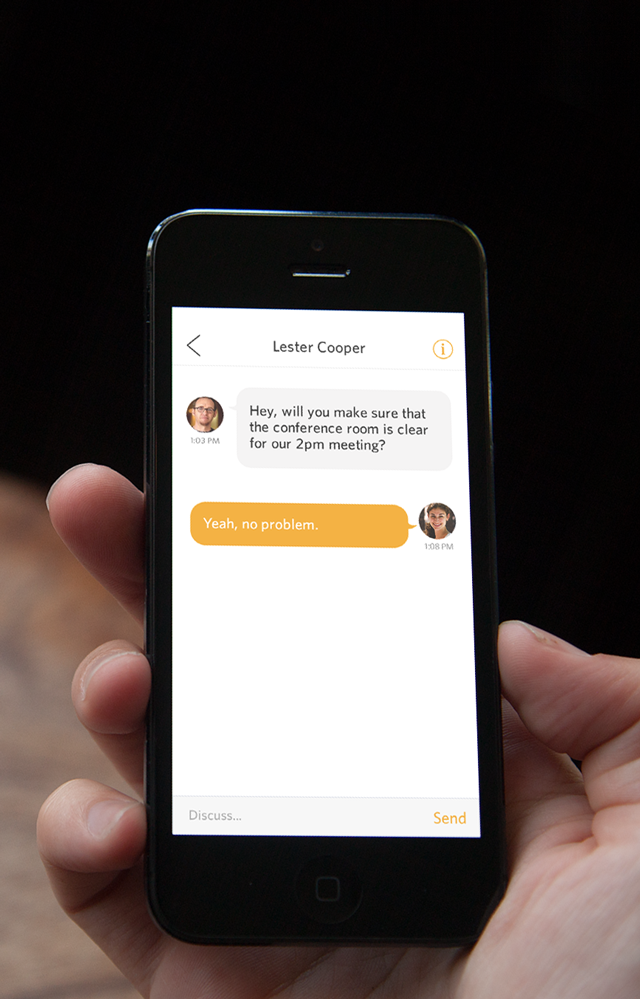 Lester Cooper
Hey, will you make sure that
the conference room is clear
for our 2pm meeting?
1:03 PM
Yeah, no problem.
1:08 PM
Discuss...
Send